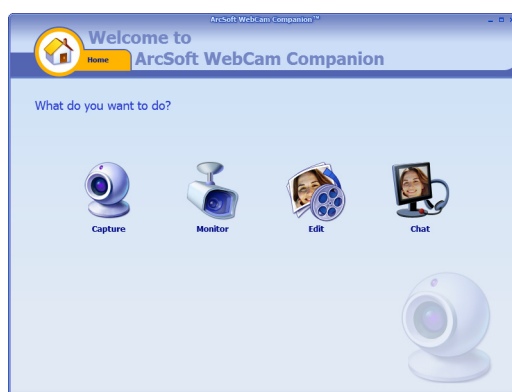 ArcSoft WebCam Companion™
Welcome to
Home
ArcSoft WebCam Companion
What do you want to do?
Capture
Monitor
Edit
Chat